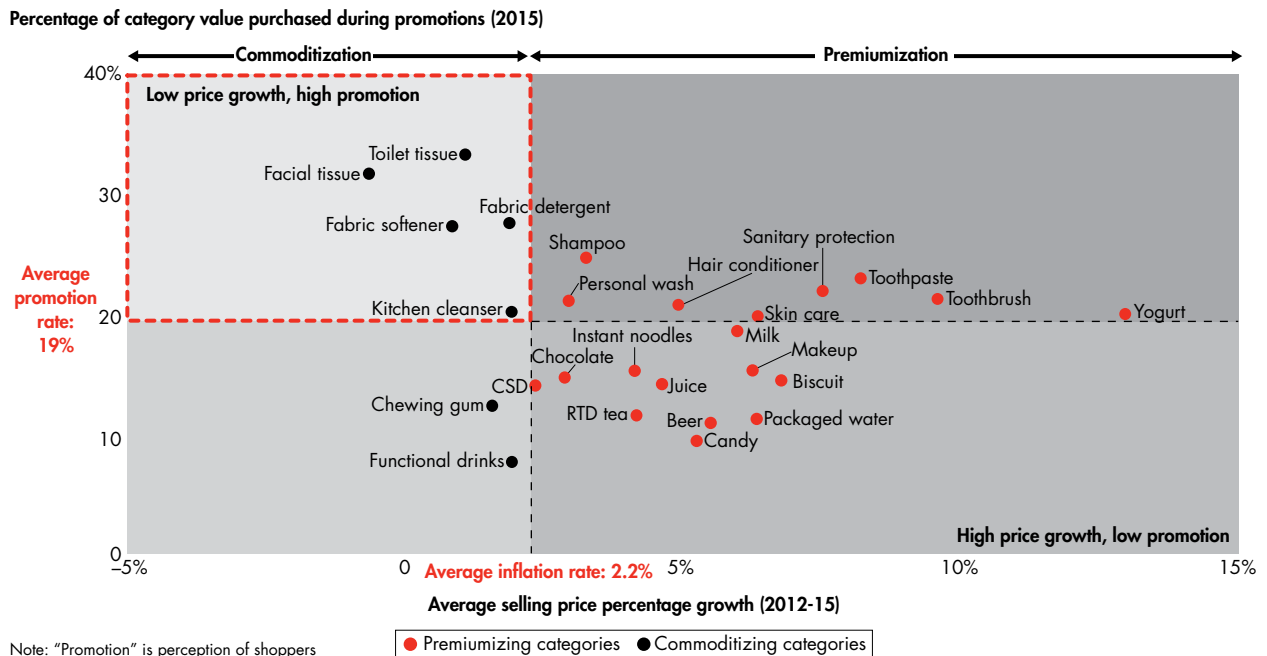 Percentage of category value purchased during promotions (2015)
Commoditization
Premiumization
40%
Low price growth, high promotion
Toilet tissue
Facial tissue
30
Fabric detergent
Fabric softener
Sanitary protection
Shampoo
Hair conditioner
Average
promotion
rate:
19%
Personal wash
Toothpaste
Toothbrush
Kitchen cleanser
20
Skin care
Yogurt
Instant noodles
Milk
Chocolate
Makeup
CSD
Juice
Biscuit
Chewing gum
RTD tea
Beer
Packaged water
10
Candy
Functional drinks
High price growth, low promotion
0
–5%
0
Average inflation rate: 2.2%
5%
10%
15%
Average selling price percentage growth (2012-15)
Note: “Promotion” is perception of shoppers
Premiumizing categories
Commoditizing categories